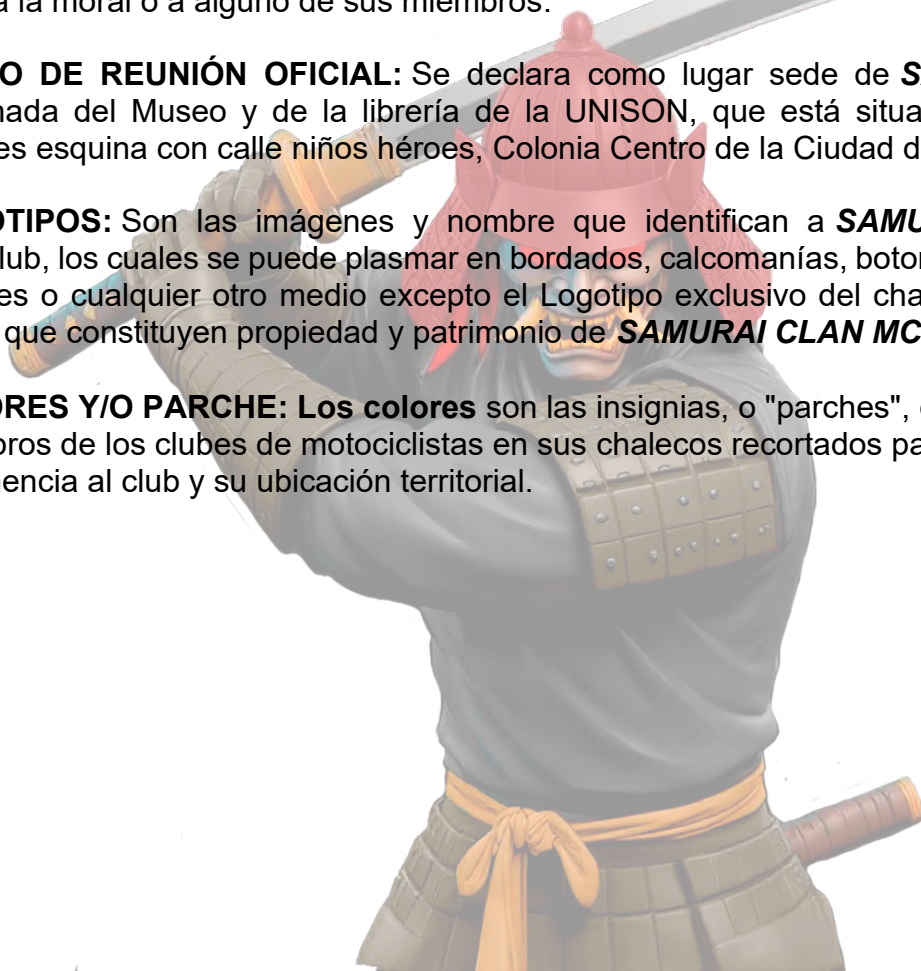 a la moral o a alguno de sus miembros.
O DE REUNIÓN OFICIAL: Se declara como lugar sede de S
nada del Museo y de la librería de la UNISON, que está situa
es esquina con calle niños héroes, Colonia Centro de la Ciudad d
OTIPOS: Son las imágenes y nombre que identifican a SAMU
lub, los cuales se puede plasmar en bordados, calcomanías, boton
es o cualquier otro medio excepto el Logotipo exclusivo del cha
que constituyen propiedad y patrimonio de SAMURAI CLAN MC
ORES Y/O PARCHE: Los colores son las insignias, o "parches",
bros de los clubes de motociclistas en sus chalecos recortados pa
nencia al club y su ubicación territorial.